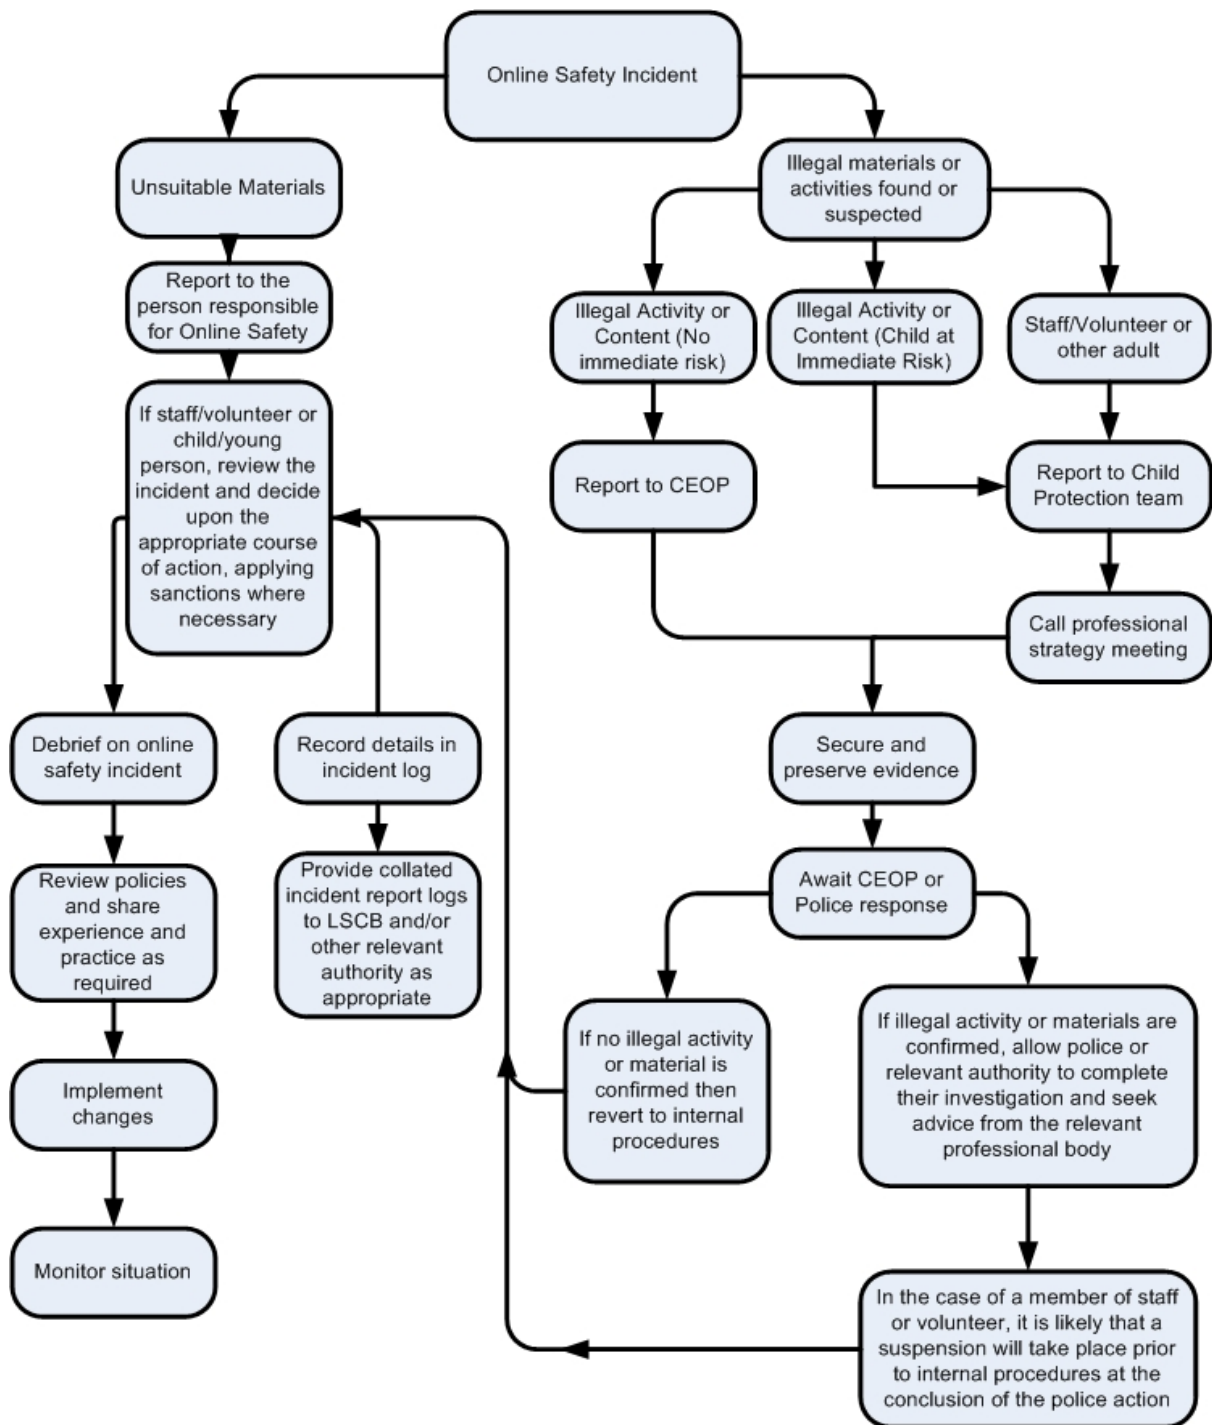 Online Safety Incident
Unsuitable Materials
Report to the
person responsible
for Online Safety
If staff/volunteer or
child/young
person, review the
incident and decide
upon the
appropriate course
of action, applying
sanctions where
necessary
Debrief on online
safety incident
Review policies
and share
experience and
practice as
required
Implement
changes
Monitor situation
Record details in
incident log
Provide collated
incident report logs
to LSCB and/or
other relevant
authority as
appropriate
Illegal materials or
activities found or
suspected
Illegal Activity or
Content (No
immediate risk)
Illegal Activity or
Content (Child at
Immediate Risk)
Staff/Volunteer or
other adult
Report to CEOP
Report to Child
Protection team
Call professional
strategy meeting
Secure and
preserve evidence
Await CEOP or
Police response
If no illegal activity
or material is
confirmed then
revert to internal
procedures
If illegal activity or materials are
confirmed, allow police or
relevant authority to complete
their investigation and seek
advice from the relevant
professional body
In the case of a member of staff
or volunteer, it is likely that a
suspension will take place prior
to internal procedures at the
conclusion of the police action